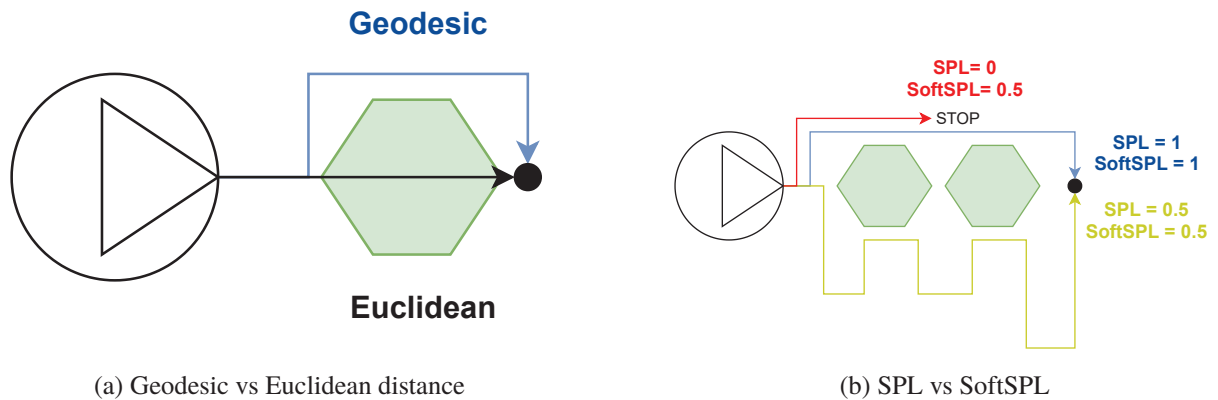 Geodesic
Euclidean
(a) Geodesic vs Euclidean distance
SPL= 0
SoftSPL= 0.5
STOP
SPL = 1
SoftSPL = 1
SPL = 0.5
SoftSPL = 0.5
(b) SPL vs SoftSPL